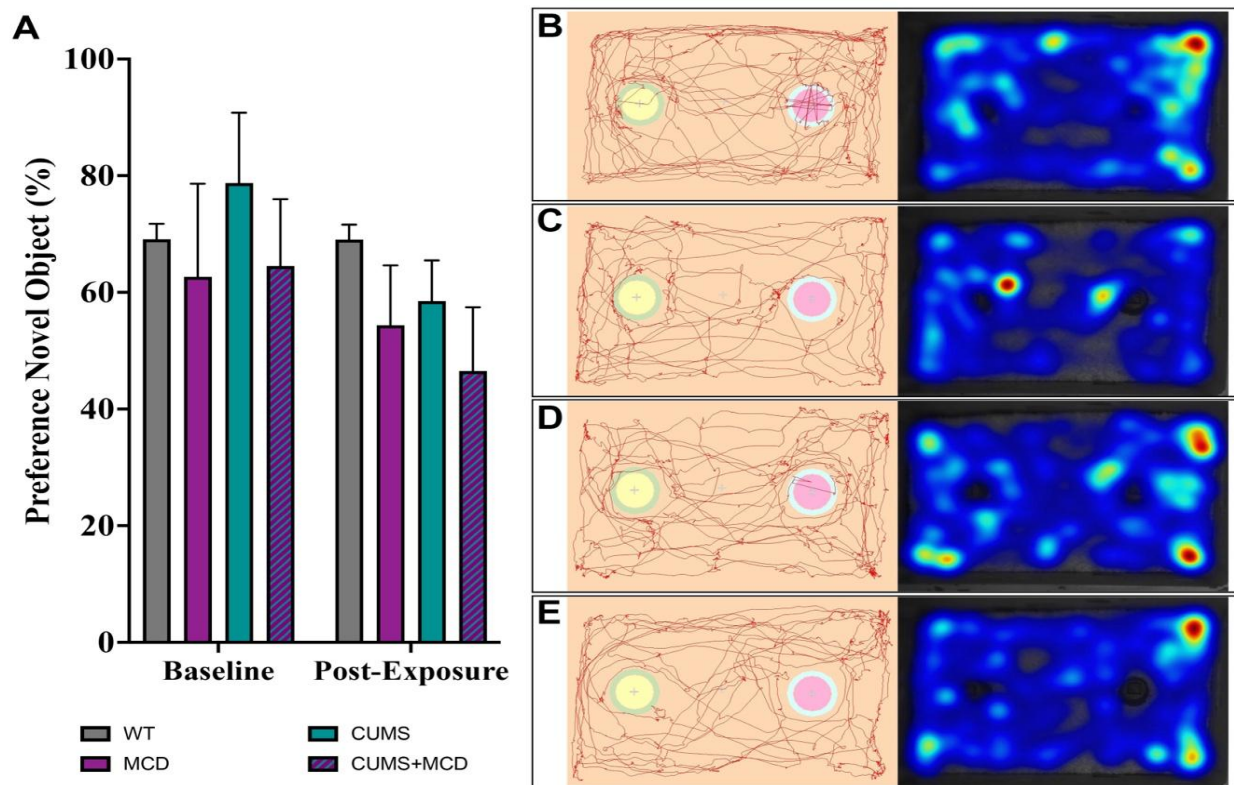 A
Preference Novel Object (%)
100
80
60
40
20
0
Baseline
Post-Exposure
WT
CUMS
MCD
CUMS+MCD
B
C
D
E